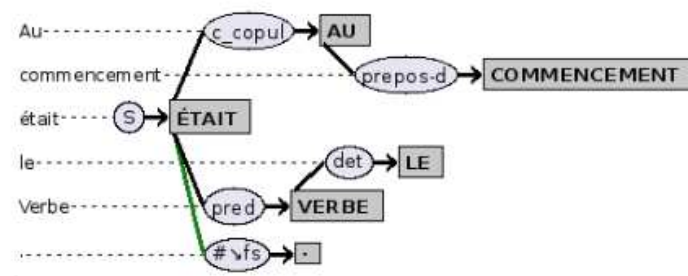 Au c_copul AU
commencement prepos-d COMMENCEMENT
était S ÉTAIT
le det LE
Verbe pred VERBE
. #↘fs .